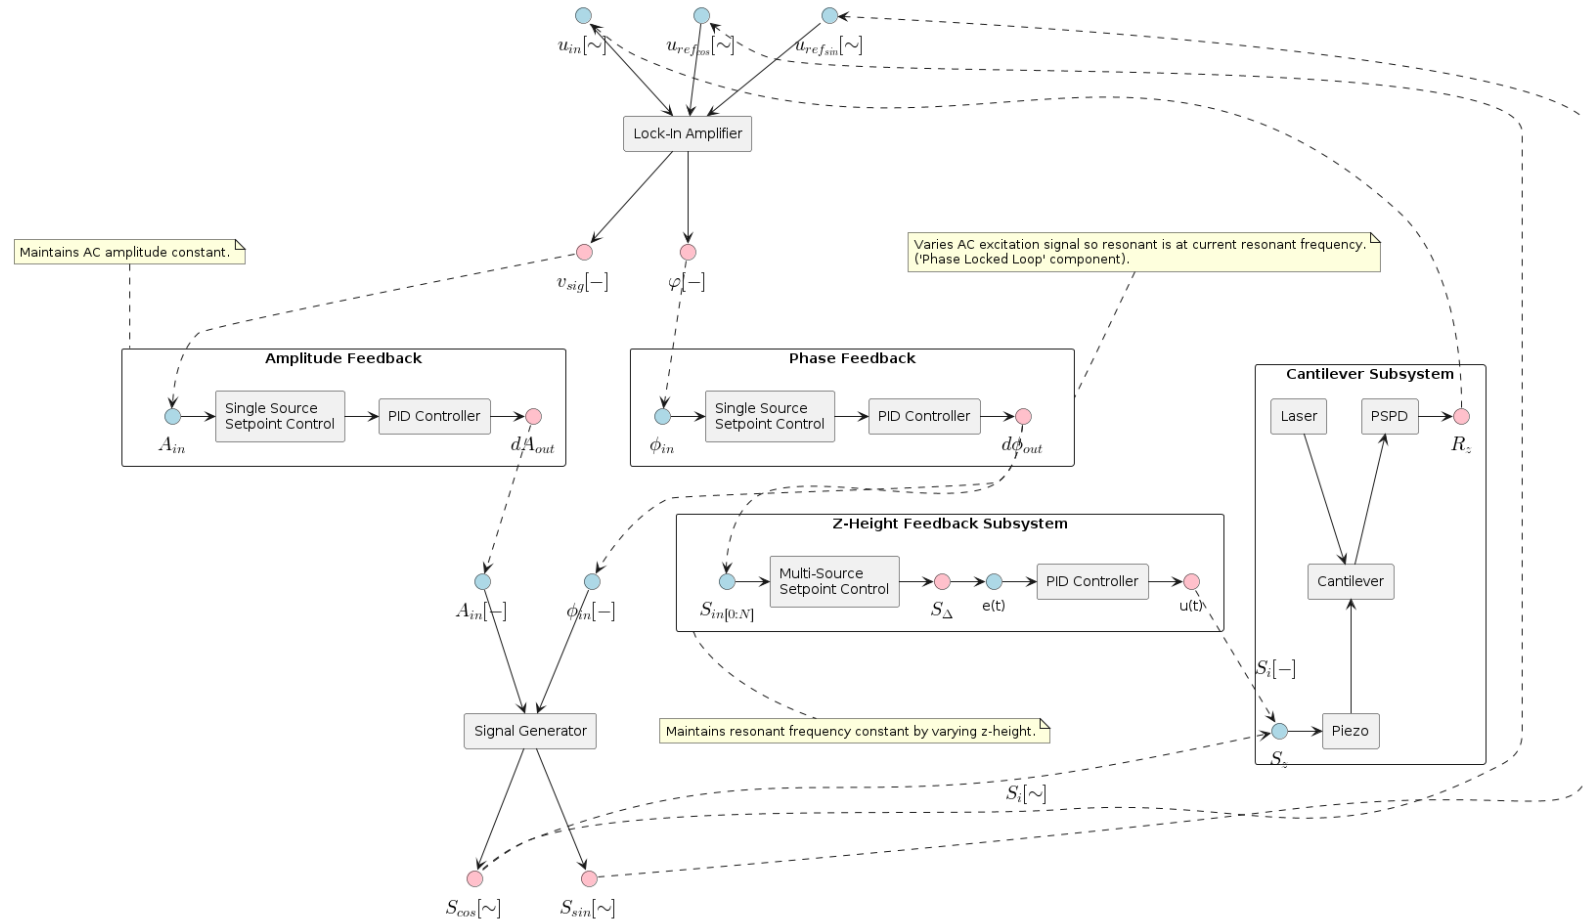 u_in[∼]
u_ref_cos[∼]
u_ref_sin[∼]
Lock-In Amplifier
Maintains AC amplitude constant.
Varies AC excitation signal so resonant is at current resonant frequency.
('Phase Locked Loop' component).
v_sig[−]
φ[−]
Amplitude Feedback
Single Source
Setpoint Control
PID Controller
A_in
dA_out
Phase Feedback
Single Source
Setpoint Control
PID Controller
ϕ_in
dϕ_out
Cantilever Subsystem
Laser
PSPD
R_z
Cantilever
Z-Height Feedback Subsystem
Multi-Source
Setpoint Control
PID Controller
S_in[0:N]
S_Δ
e(t)
u(t)
A_in[−]
ϕ_in[−]
S_i[−]
Signal Generator
Maintains resonant frequency constant by varying z-height.
Piezo
S_z
S_i[∼]
S_cos[∼]
S_sin[∼]